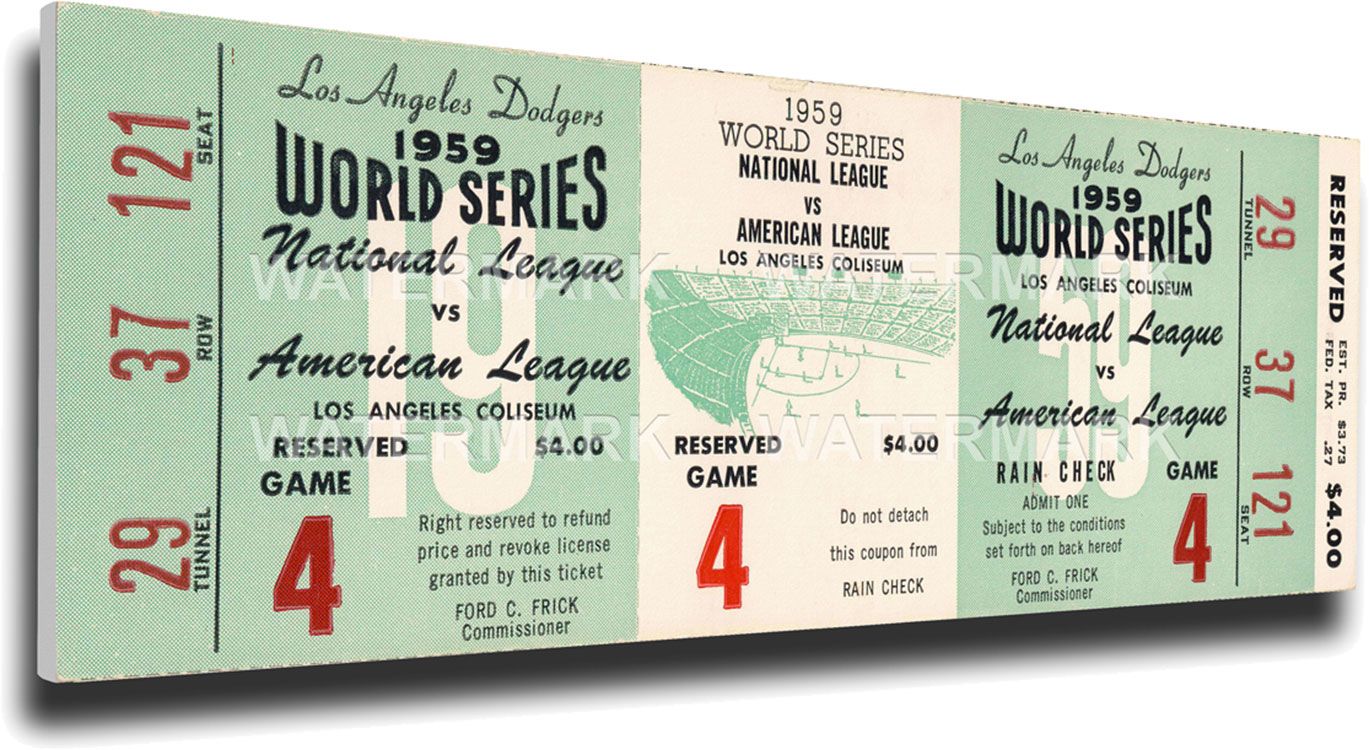 121
SEAT
37
ROW
29
TUNNEL
Los Angeles Dodgers
1959
WORLD SERIES
National League
vs
American League
LOS ANGELES COLISEUM
RESERVED $4.00
GAME
4
Right reserved to refund
price and revoke license
granted by this ticket
FORD C. FRICK
Commissioner
19
1959
WORLD SERIES
NATIONAL LEAGUE
VS
AMERICAN LEAGUE
LOS ANGELES COLISEUM
RESERVED $4.00
GAME
4
Do not detach
this coupon from
RAIN CHECK
Los Angeles Dodgers
1959
WORLD SERIES
LOS ANGELES COLISEUM
National League
vs
American League
RAIN CHECK GAME
4
ADMIT ONE
Subject to the conditions
set forth on back hereof
FORD C. FRICK
Commissioner
59
29
TUNNEL
37
ROW
121
SEAT
RESERVED EST. PR. $3.73 $4.00
FED. TAX .27
WATERMARK WATERMARK
WATERMARK WATERMARK